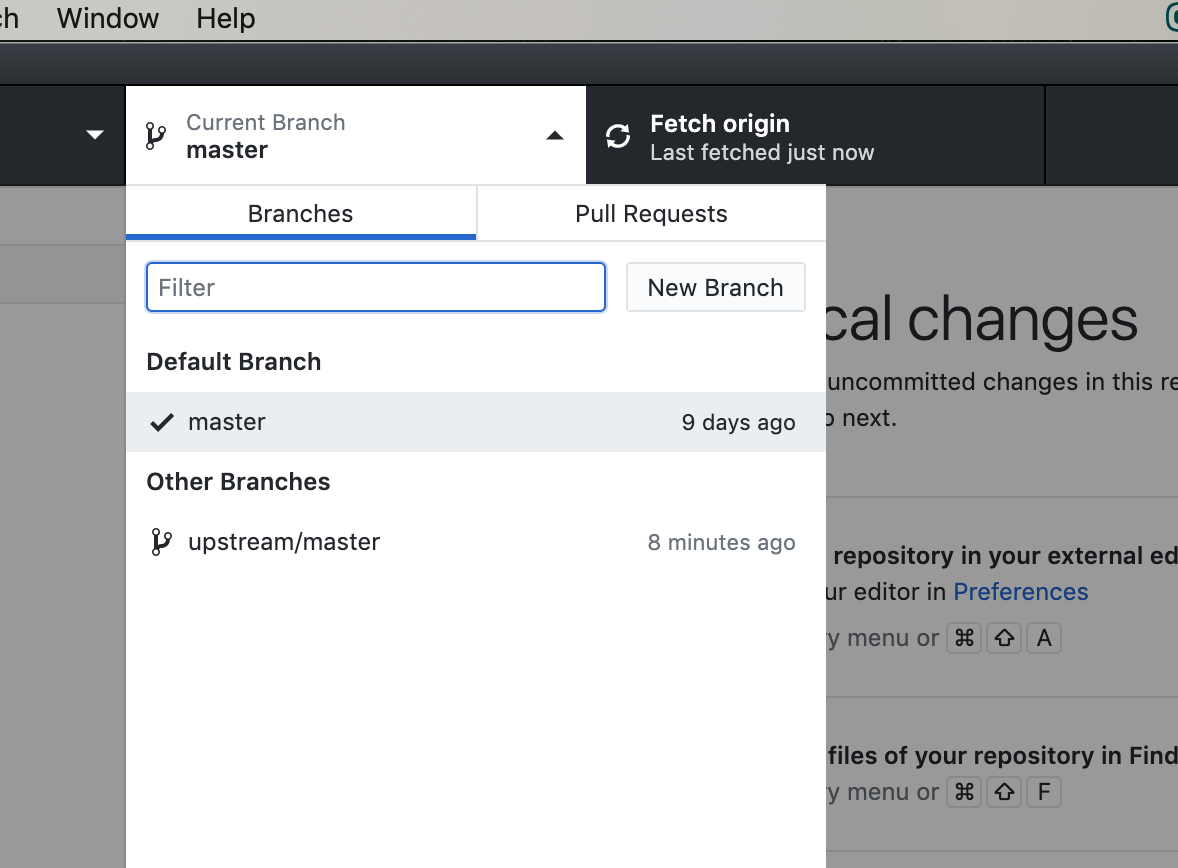 Window Help
Current Branch
master
Fetch origin
Last fetched just now
Branches
Pull Requests
Filter
New Branch
Default Branch
master 9 days ago
Other Branches
upstream/master 8 minutes ago
cal changes
uncommitted changes in this re
o next.
repository in your external ed
ur editor in Preferences
y menu or ⌘ ⇧ A
files of your repository in Find
y menu or ⌘ ⇧ F